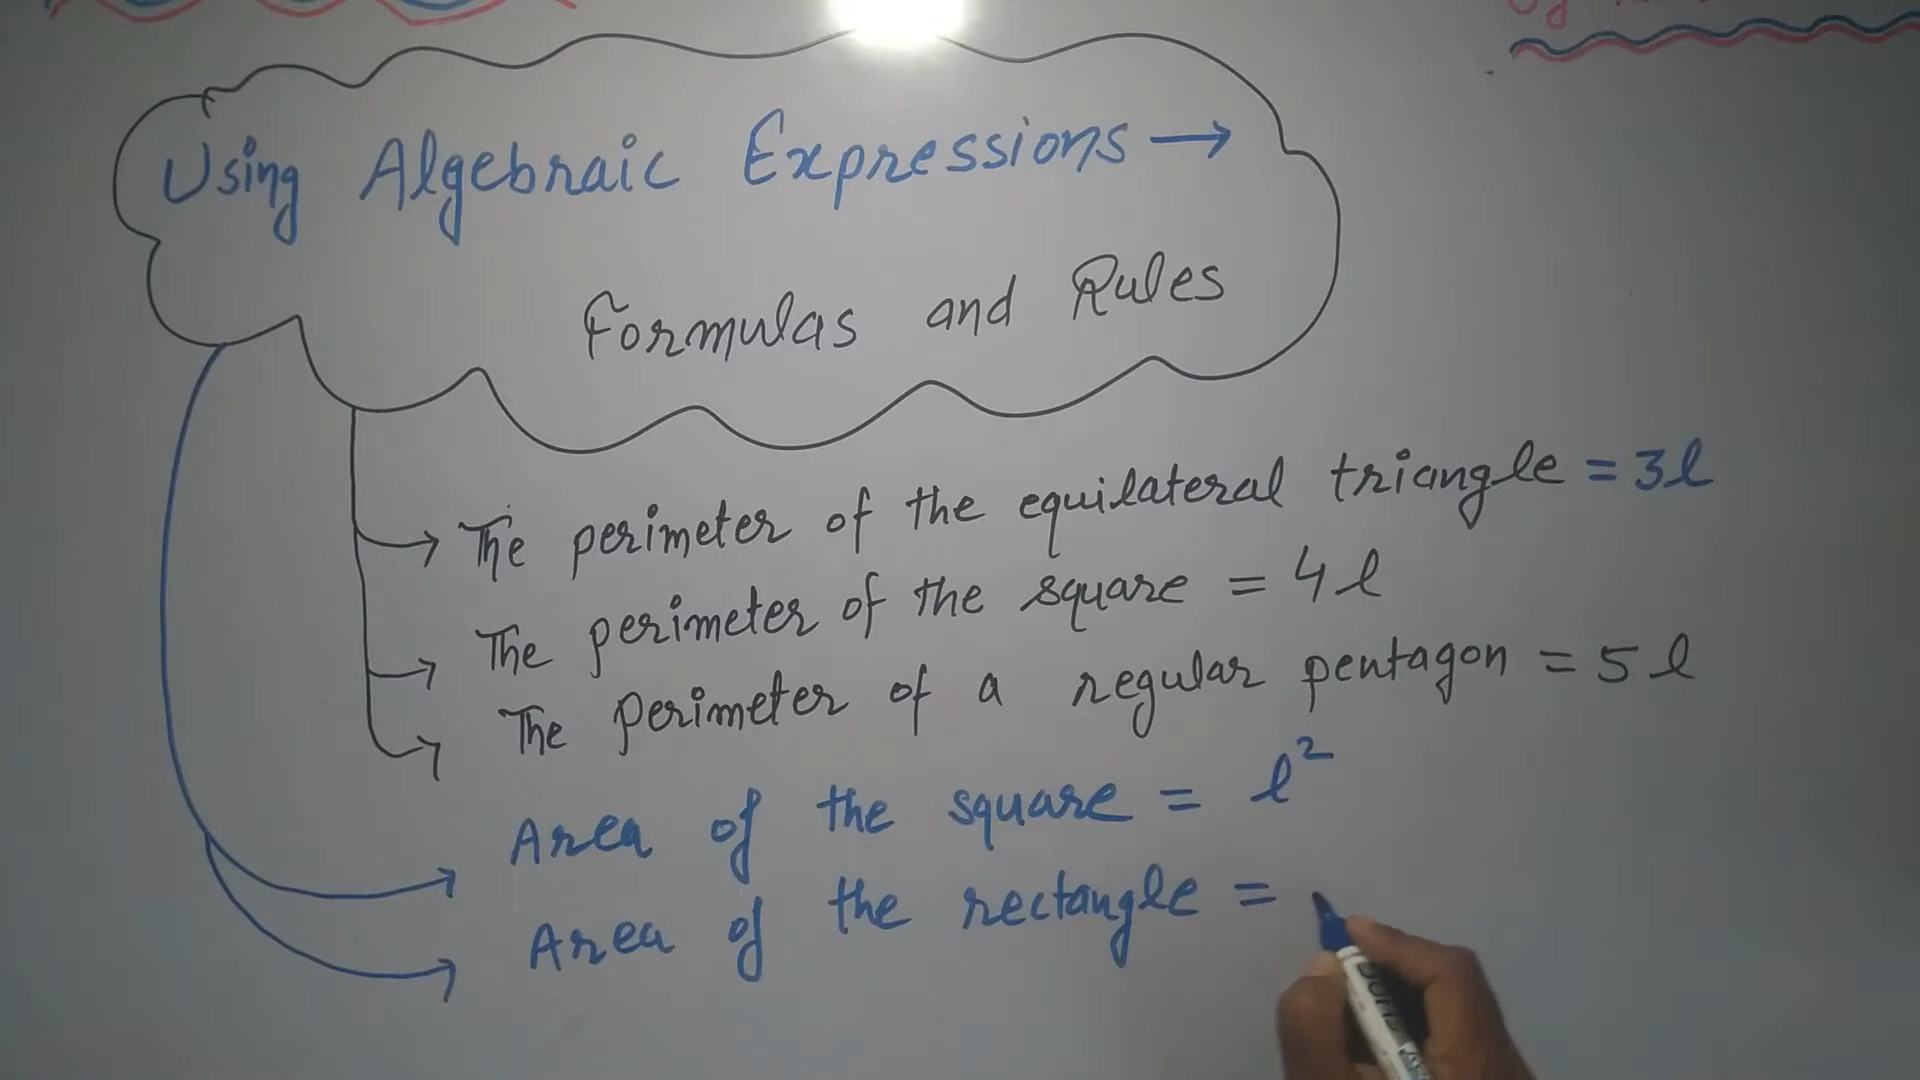 Using Algebraic Expressions →
Formulas and Rules
The perimeter of the equilateral triangle = 3l
The perimeter of the square = 4l
The perimeter of a regular pentagon = 5l
Area of the square = l²
Area of the rectangle =